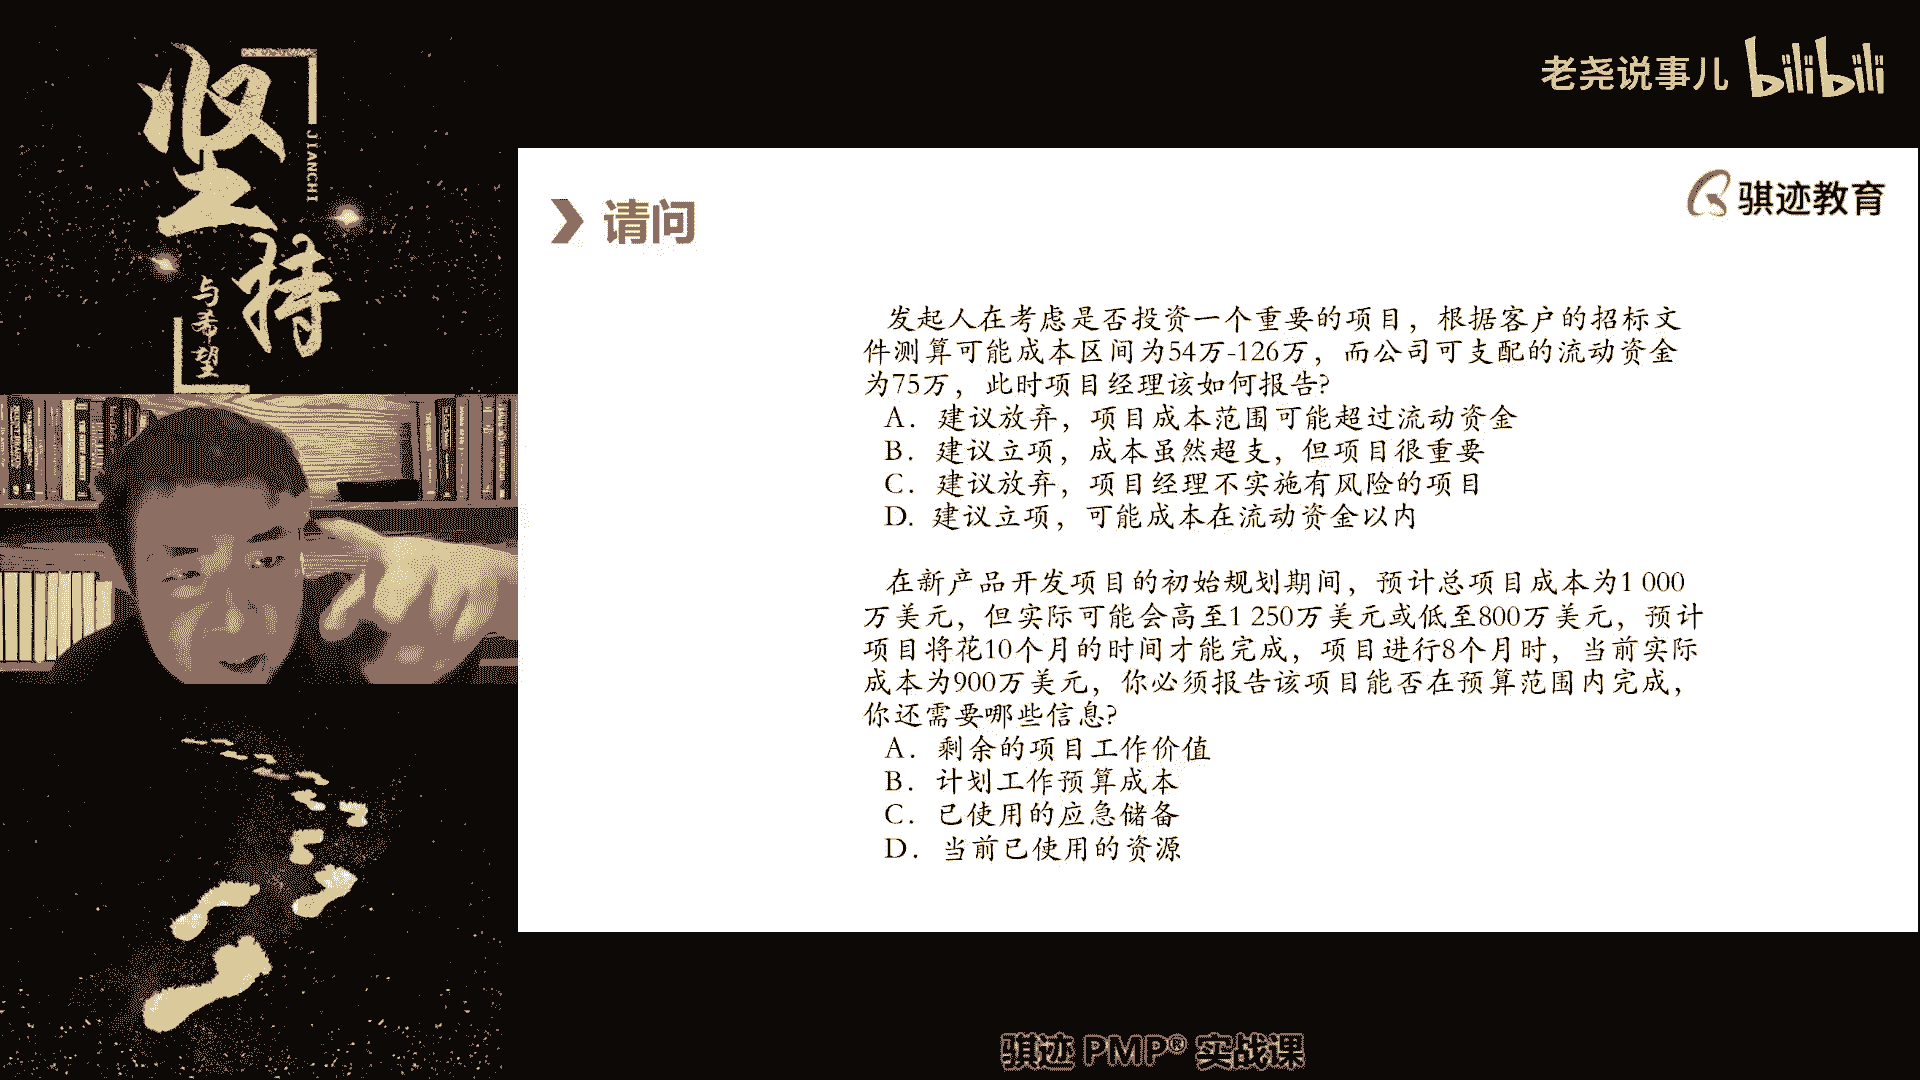 坚持
JIANCHI
与希望
老尧说事儿 bilibili
骐迹教育
请问
发起人在考虑是否投资一个重要的项目，根据客户的招标文
件测算可能成本区间为54万-126万，而公司可支配的流动资金
为75万，此时项目经理该如何报告?
A. 建议放弃，项目成本范围可能超过流动资金
B. 建议立项，成本虽然超支，但项目很重要
C. 建议放弃，项目经理不实施有风险的项目
D. 建议立项，可能成本在流动资金以内
在新产品开发项目的初始规划期间，预计总项目成本为1 000
万美元，但实际可能会高至1 250万美元或低至800万美元，预计
项目将花10个月的时间才能完成，项目进行8个月时，当前实际
成本为900万美元，你必须报告该项目能否在预算范围内完成，
你还需要哪些信息?
A. 剩余的项目工作价值
B. 计划工作预算成本
C. 已使用的应急储备
D. 当前已使用的资源
骐迹 PMP® 实战课